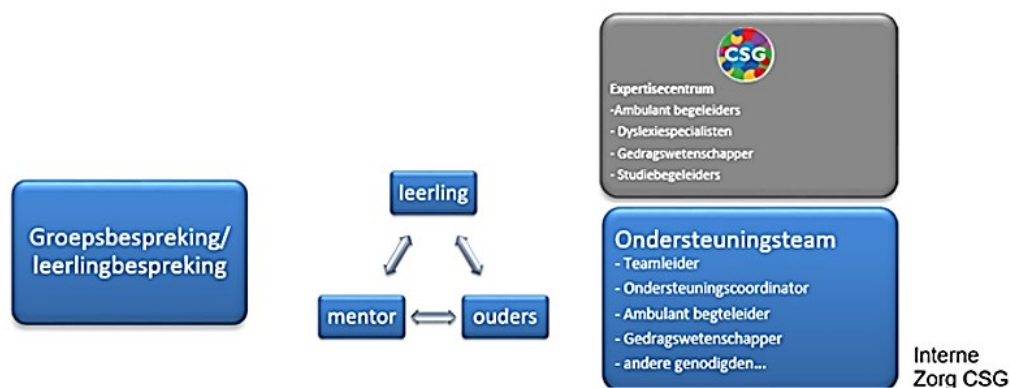 Groepsbespreking/
leerlingbespreking
leerling
mentor
ouders
CSG
Expertisecentrum
-Ambulant begeleiders
- Dyslexiespecialisten
- Gedragswetenschapper
- Studiebegeleiders
Ondersteuningsteam
- Teamleider
- Ondersteuningscoordinator
- Ambulant begteleider
- Gedragswetenschapper
- andere genodigden...
Interne
Zorg CSG